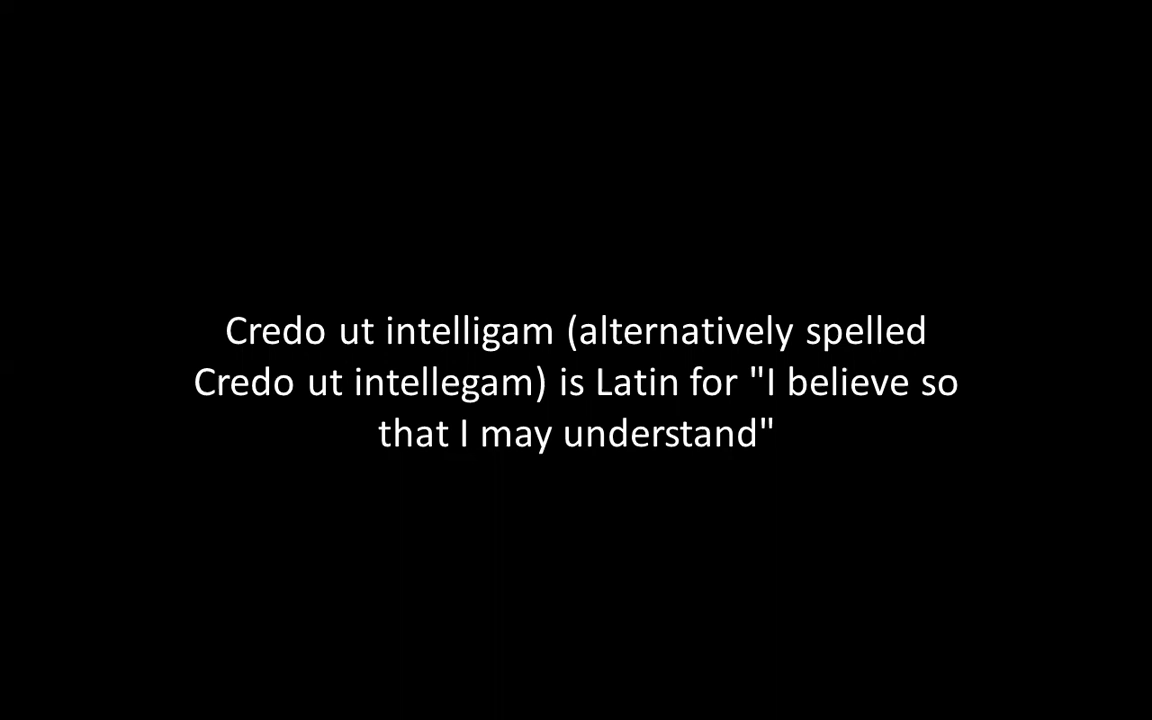 Credo ut intelligam (alternatively spelled
Credo ut intellegam) is Latin for "I believe so
that I may understand"